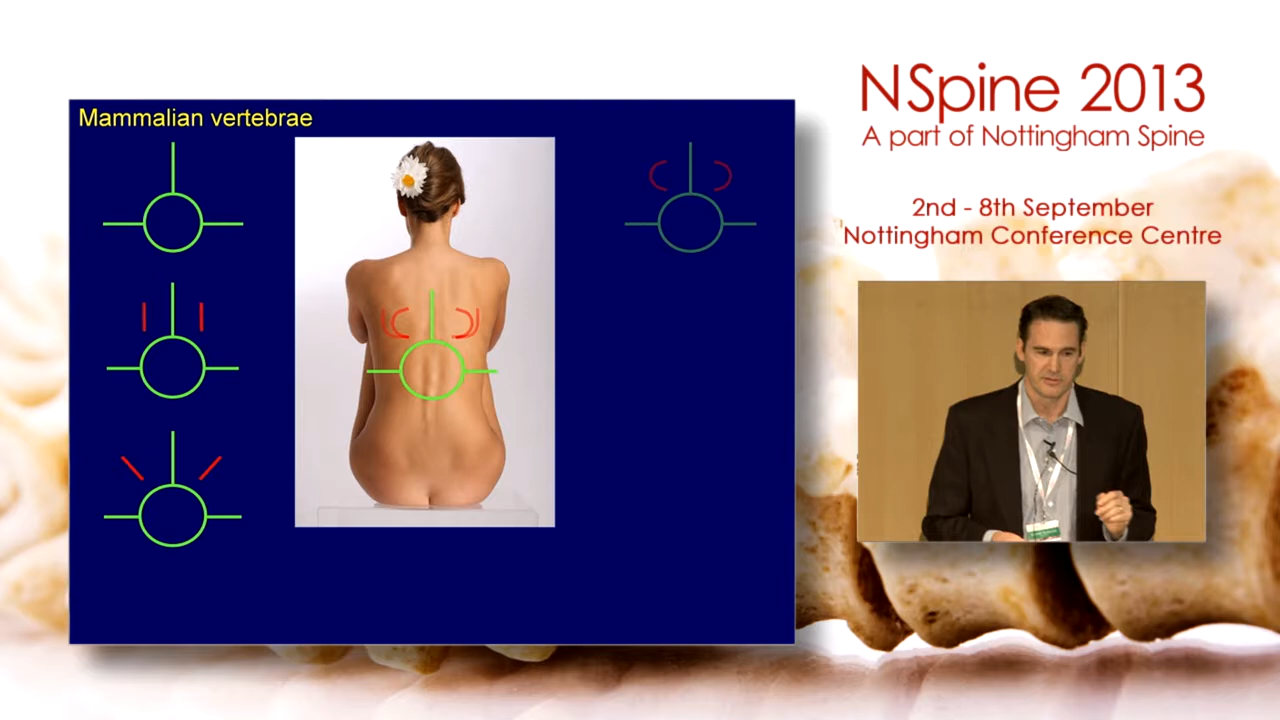 Mammalian vertebrae
NSpine 2013
A part of Nottingham Spine
2nd - 8th September
Nottingham Conference Centre